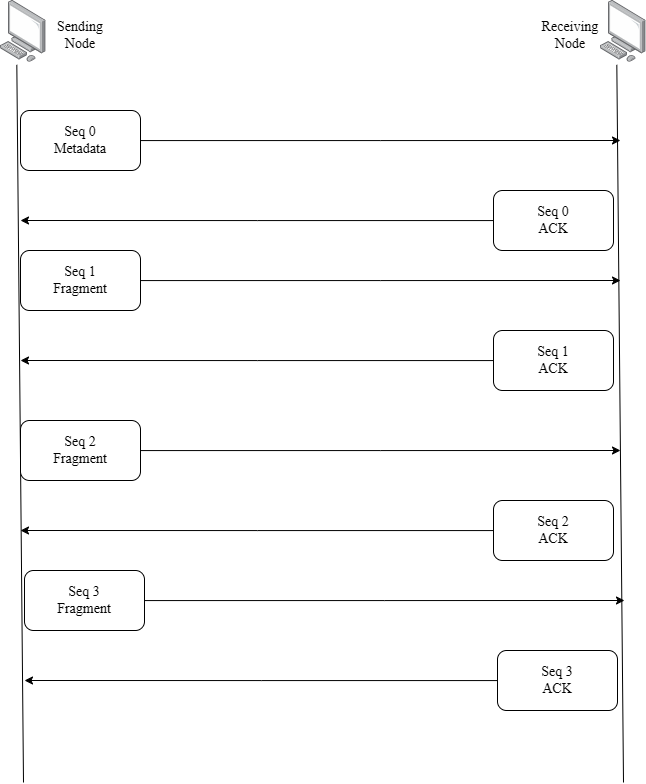 Sending
Node
Receiving
Node
Seq 0
Metadata
Seq 0
ACK
Seq 1
Fragment
Seq 1
ACK
Seq 2
Fragment
Seq 2
ACK
Seq 3
Fragment
Seq 3
ACK